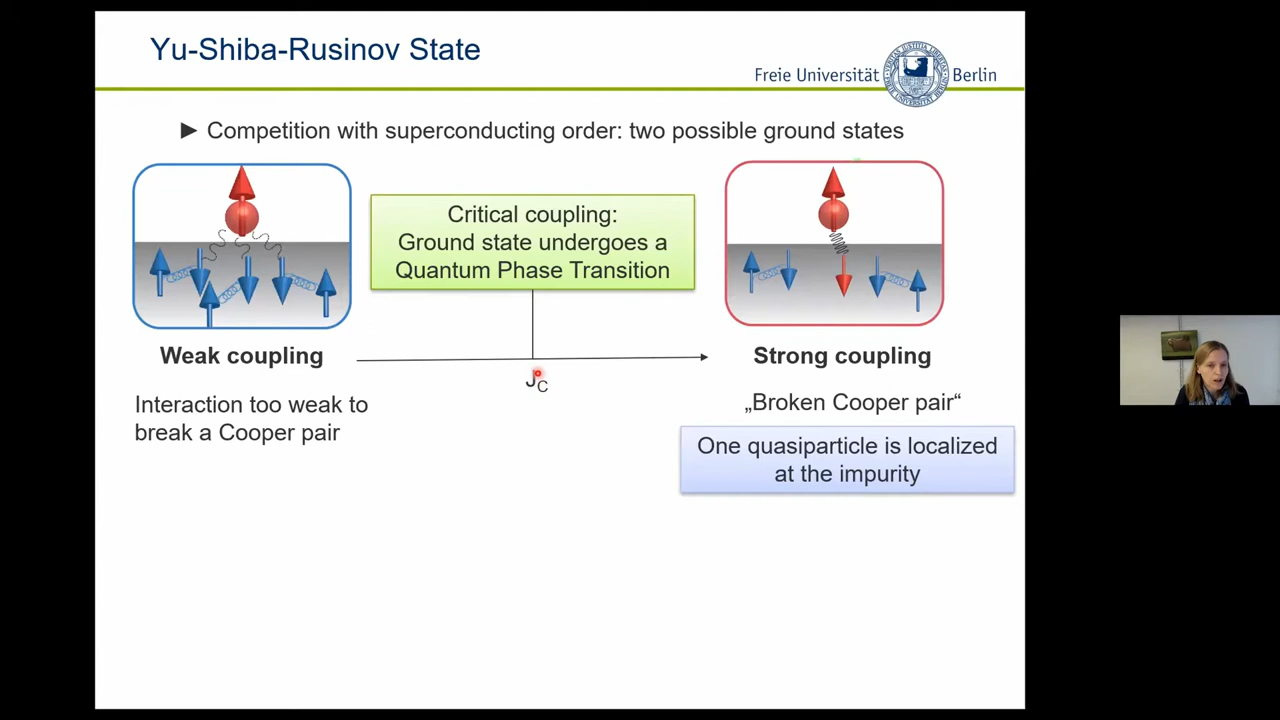 Yu-Shiba-Rusinov State
Freie Universität Berlin
► Competition with superconducting order: two possible ground states
Critical coupling:
Ground state undergoes a
Quantum Phase Transition
Weak coupling
Strong coupling
J_C
Interaction too weak to
break a Cooper pair
„Broken Cooper pair“
One quasiparticle is localized
at the impurity